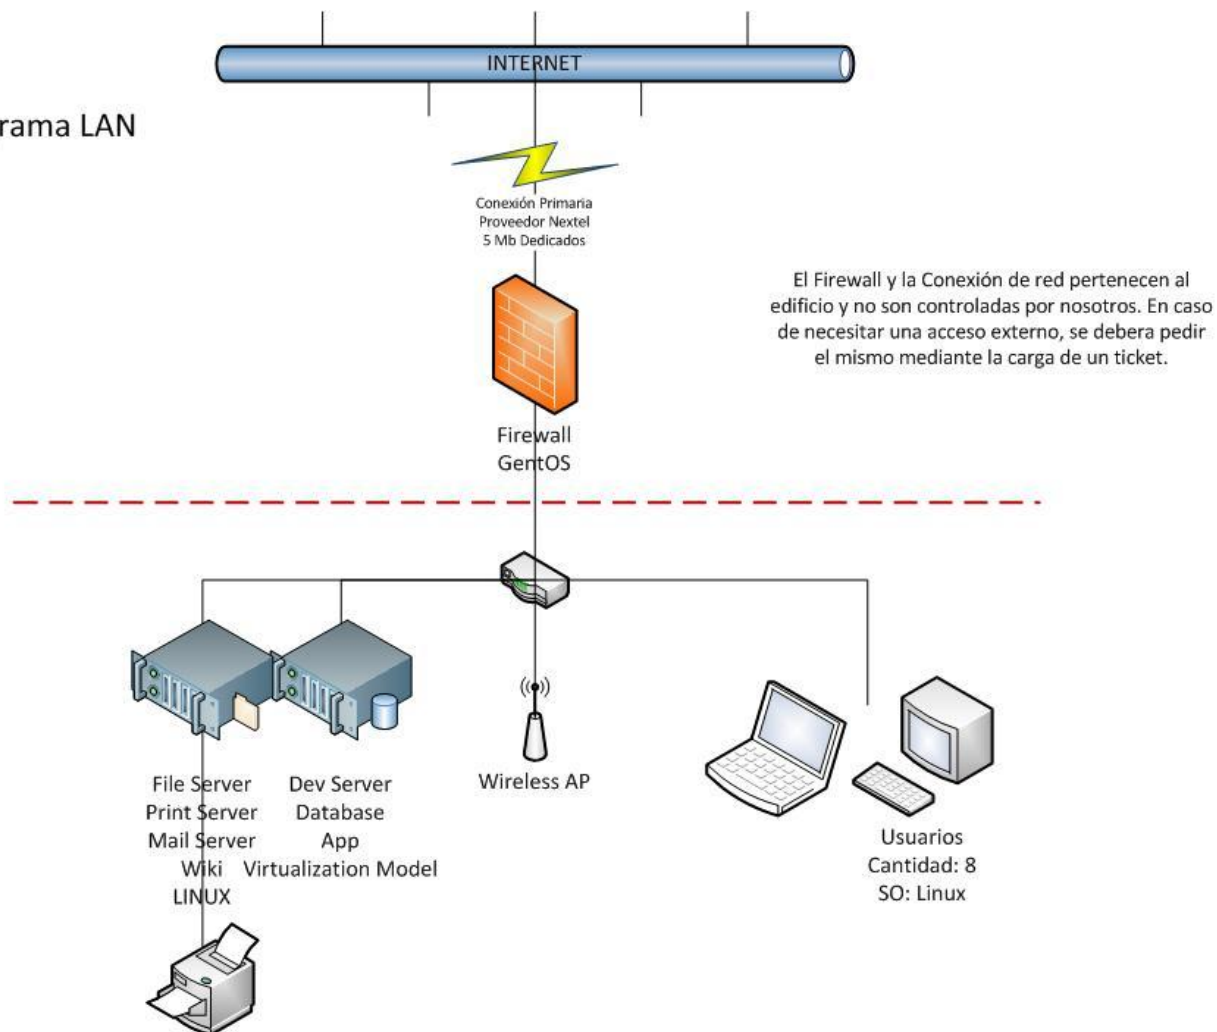 INTERNET
rama LAN
Conexión Primaria
Proveedor Nextel
5 Mb Dedicados
El Firewall y la Conexión de red pertenecen al
edificio y no son controladas por nosotros. En caso
de necesitar una acceso externo, se debera pedir
el mismo mediante la carga de un ticket.
Firewall
GentOS
File Server
Print Server
Mail Server
Wiki
LINUX
Dev Server
Database
App
Virtualization Model
Wireless AP
Usuarios
Cantidad: 8
SO: Linux